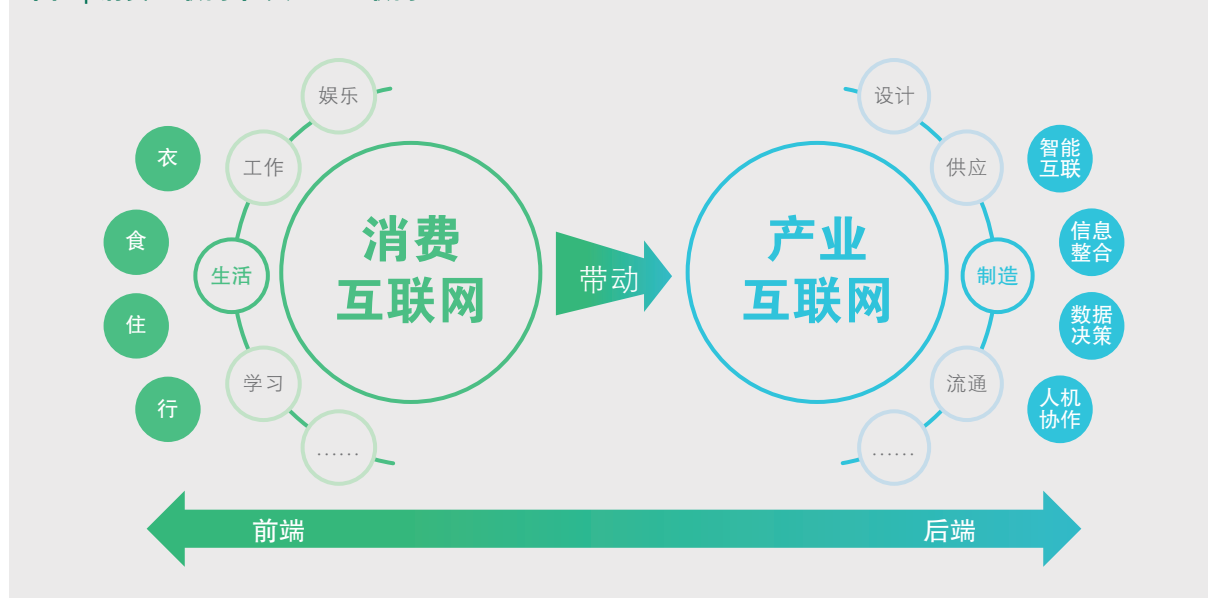 娱乐
工作
生活
学习
……
衣
食
住
行
消费
互联网
带动
产业
互联网
设计
供应
制造
流通
……
智能
互联
信息
整合
数据
决策
人机
协作
前端
后端